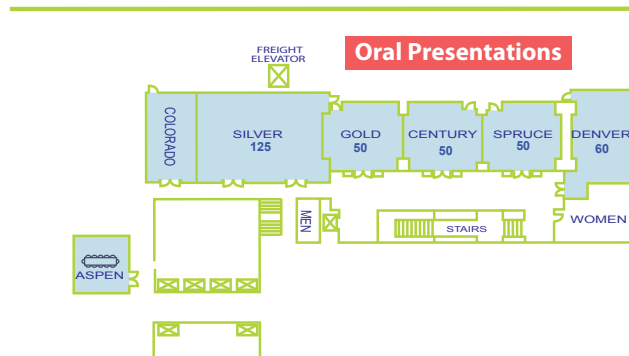 FREIGHT
ELEVATOR
Oral Presentations
COLORADO
SILVER
125
GOLD
50
CENTURY
50
SPRUCE
50
DENVER
60
MEN
STAIRS
WOMEN
ASPEN